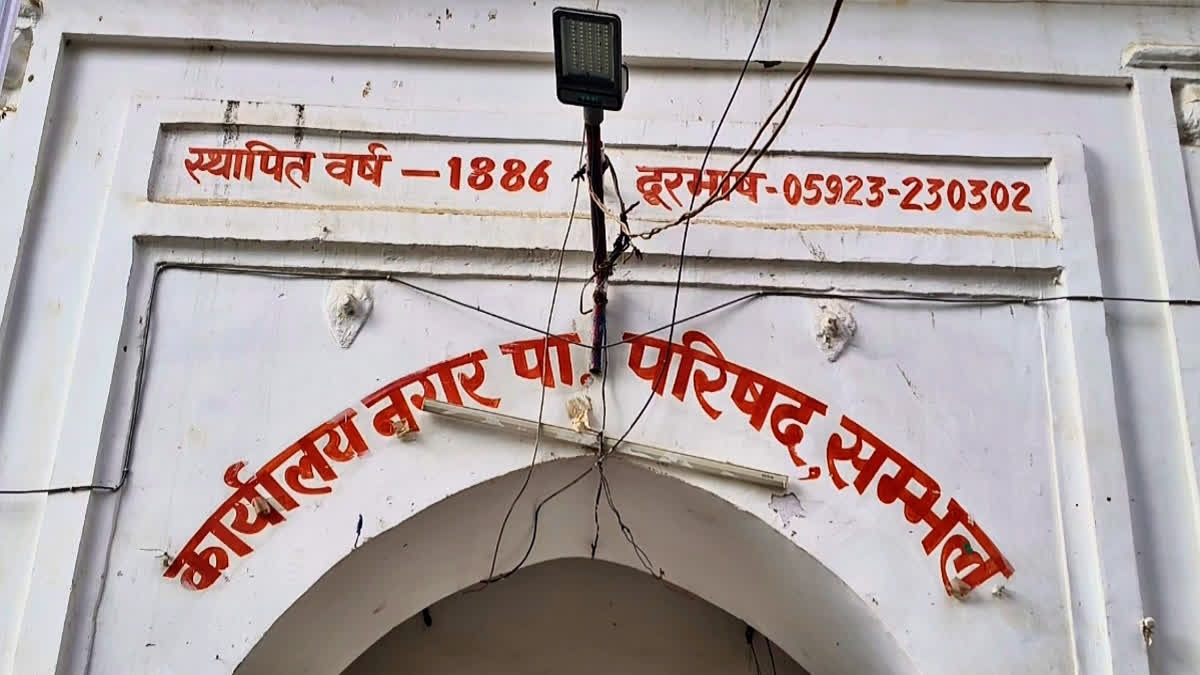 स्थापित वर्ष – 1886 दूरभाष - 05923-230302
कार्यालय नगर पा. परिषद, सम्भल